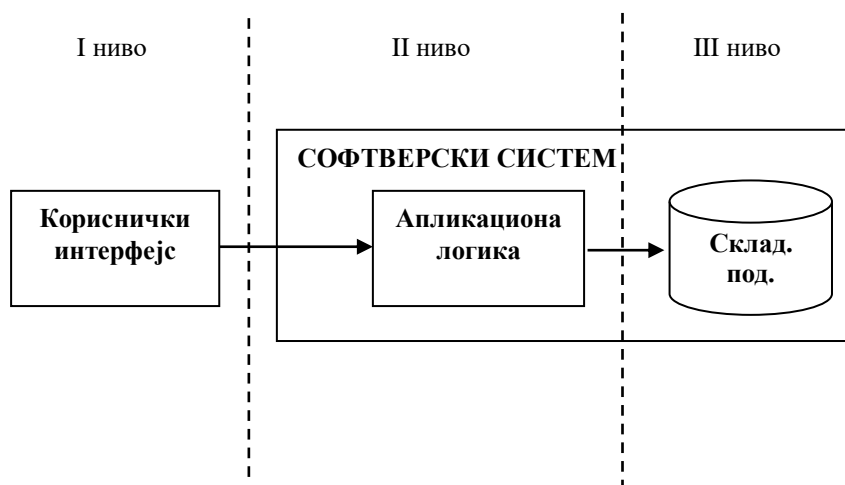 I ниво
II ниво
III ниво
СОФТВЕРСКИ СИСТЕМ
Кориснички
интерфејс
Апликациона
логика
Склад.
под.